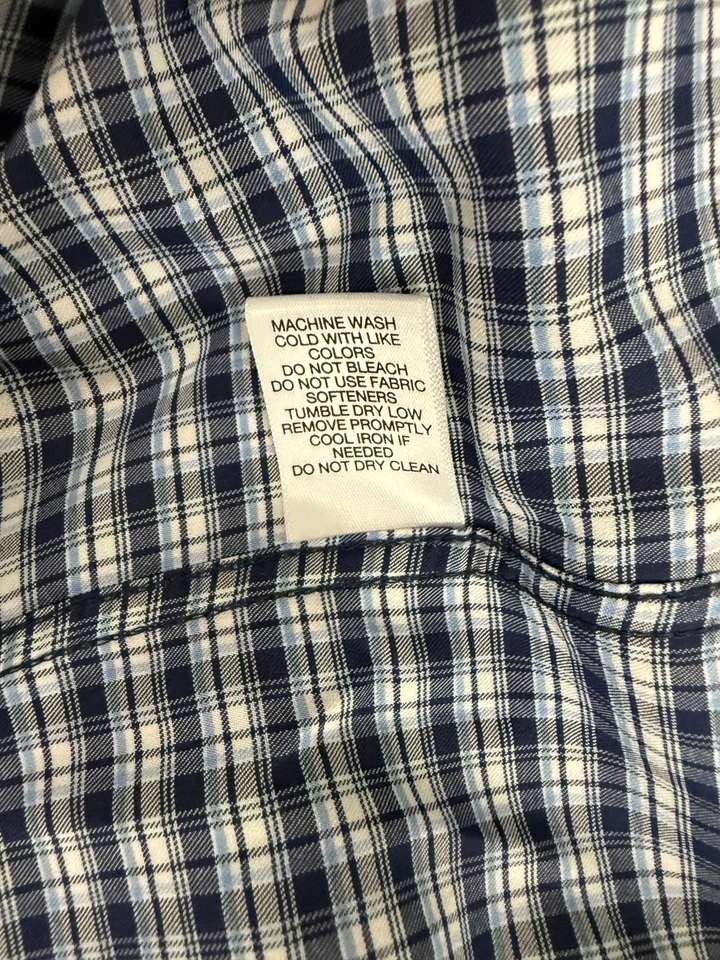 MACHINE WASH
COLD WITH LIKE
COLORS
DO NOT BLEACH
DO NOT USE FABRIC
SOFTENERS
TUMBLE DRY LOW
REMOVE PROMPTLY
COOL IRON IF
NEEDED
DO NOT DRY CLEAN